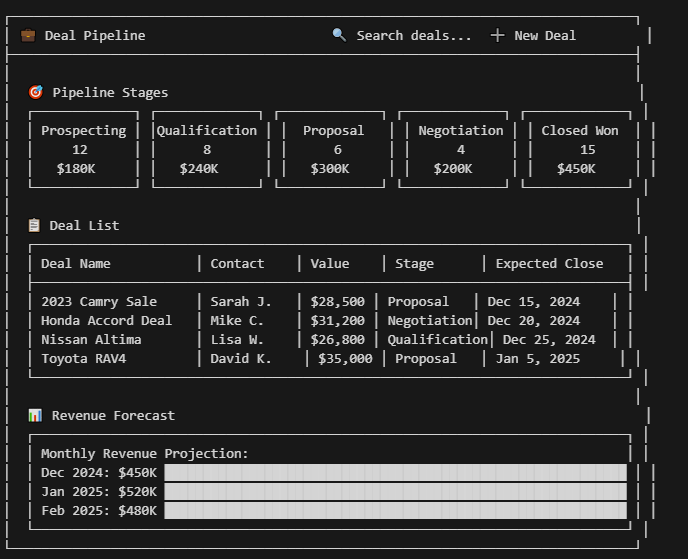 💼 Deal Pipeline 🔍 Search deals... ➕ New Deal
🎯 Pipeline Stages
Prospecting Qualification Proposal Negotiation Closed Won
12 8 6 4 15
$180K $240K $300K $200K $450K
📋 Deal List
Deal Name Contact Value Stage Expected Close
2023 Camry Sale Sarah J. $28,500 Proposal Dec 15, 2024
Honda Accord Deal Mike C. $31,200 Negotiation Dec 20, 2024
Nissan Altima Lisa W. $26,800 Qualification Dec 25, 2024
Toyota RAV4 David K. $35,000 Proposal Jan 5, 2025
📊 Revenue Forecast
Monthly Revenue Projection:
Dec 2024: $450K
Jan 2025: $520K
Feb 2025: $480K